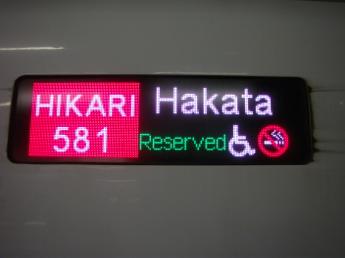 HIKARI
581
Hakata
Reserved